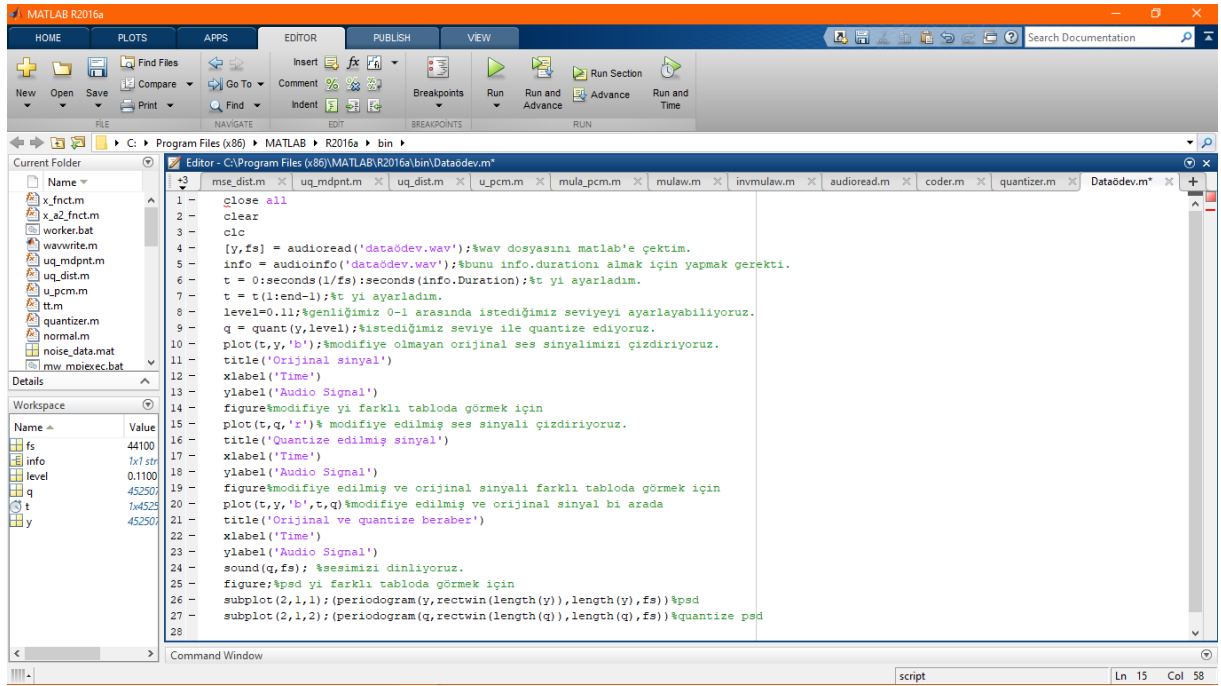 MATLAB R2016a
HOME PLOTS APPS EDITOR PUBLISH VIEW
Search Documentation
New Open Save
Find Files
Compare
Print
Go To
Find
Insert
Comment
Indent
Breakpoints
Run
Run and Advance
Run Section
Advance
Run and Time
FILE NAVIGATE EDIT BREAKPOINTS RUN
C: Program Files (x86) MATLAB R2016a bin
Current Folder
Name
x_fnct.m
x_a2_fnct.m
worker.bat
wavwrite.m
uq_mdpnt.m
uq_dist.m
u_pcm.m
tt.m
quantizer.m
normal.m
noise_data.mat
mw_mpiexec.bat
Details
Workspace
Name Value
fs 44100
info 1x1 str
level 0.1100
q 452507
t 1x4525
y 452507
Editor - C:\Program Files (x86)\MATLAB\R2016a\bin\Dataödev.m*
+3 mse_dist.m uq_mdpnt.m uq_dist.m u_pcm.m mula_pcm.m mulaw.m invmulaw.m audioread.m coder.m quantizer.m Dataödev.m*
1 – close all
2 – clear
3 – clc
4 – [y,fs] = audioread('dataödev.wav');%wav dosyasını matlab'e çektim.
5 – info = audioinfo('dataödev.wav');%bunu info.durationı almak için yapmak gerekti.
6 – t = 0:seconds(1/fs):seconds(info.Duration);%t yi ayarladım.
7 – t = t(1:end-1);%t yi ayarladım.
8 – level=0.11;%genliğimiz 0-1 arasında istediğimiz seviyeyi ayarlayabiliyoruz.
9 – q = quant(y,level);%istediğimiz seviye ile quantize ediyoruz.
10 – plot(t,y,'b');%modifiye olmayan orijinal ses sinyalimizi çizdiriyoruz.
11 – title('Orijinal sinyal')
12 – xlabel('Time')
13 – ylabel('Audio Signal')
14 – figure%modifiye yi farklı tabloda görmek için
15 – plot(t,q,'r')% modifiye edilmiş ses sinyali çizdiriyoruz.
16 – title('Quantize edilmiş sinyal')
17 – xlabel('Time')
18 – ylabel('Audio Signal')
19 – figure%modifiye edilmiş ve orijinal sinyali farklı tabloda görmek için
20 – plot(t,y,'b',t,q)%modifiye edilmiş ve orijinal sinyal bi arada
21 – title('Orijinal ve quantize beraber')
22 – xlabel('Time')
23 – ylabel('Audio Signal')
24 – sound(q,fs); %sesimizi dinliyoruz.
25 – figure;%psd yi farklı tabloda görmek için
26 – subplot(2,1,1);(periodogram(y,rectwin(length(y)),length(y),fs))%psd
27 – subplot(2,1,2);(periodogram(q,rectwin(length(q)),length(q),fs))%quantize psd
28
Command Window
script Ln 15 Col 58